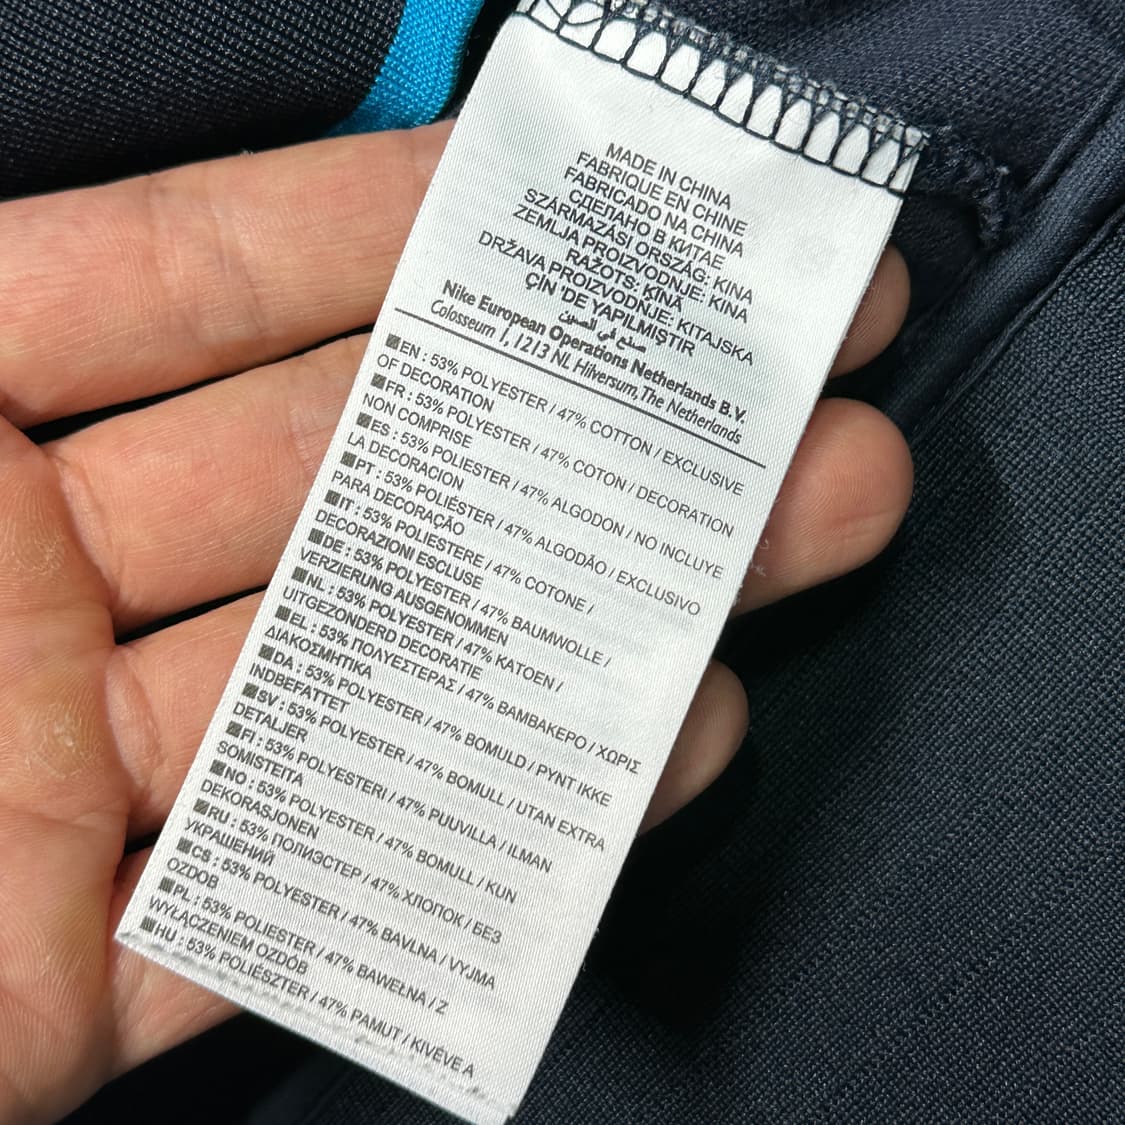 MADE IN CHINA
FABRIQUE EN CHINE
FABRICADO NA CHINA
СДЕЛАНО В КИТАЕ
SZÁRMAZÁSI ORSZÁG: KÍNA
ZEMLJA PROIZVODNJE: KINA
RAŽOTS: ĶĪNĀ
DRŽAVA PROIZVODNJE: KITAJSKA
ÇİN 'DE YAPILMIŞTIR
صنع في الصين
Nike European Operations Netherlands B.V.
Colosseum 1, 1213 NL Hilversum, The Netherlands
EN : 53% POLYESTER / 47% COTTON / EXCLUSIVE
OF DECORATION
FR : 53% POLYESTER / 47% COTON / DECORATION
NON COMPRISE
ES : 53% POLIESTER / 47% ALGODON / NO INCLUYE
LA DECORACION
PT : 53% POLIÉSTER / 47% ALGODÃO / EXCLUSIVO
PARA DECORAÇÃO
IT : 53% POLIESTERE / 47% COTONE /
DECORAZIONI ESCLUSE
DE : 53% POLYESTER / 47% BAUMWOLLE /
VERZIERUNG AUSGENOMMEN
NL : 53% POLYESTER / 47% KATOEN /
UITGEZONDERD DECORATIE
EL : 53% ΠΟΛΥΕΣΤΕΡΑΣ / 47% ΒΑΜΒΑΚΕΡΟ / ΧΩΡΙΣ
ΔΙΑΚΟΣΜΗΤΙΚΑ
DA : 53% POLYESTER / 47% BOMULD / PYNT IKKE
INDBEFATTET
SV : 53% POLYESTER / 47% BOMULL / UTAN EXTRA
DETALJER
FI : 53% POLYESTERI / 47% PUUVILLA / ILMAN
SOMISTEITA
NO : 53% POLYESTER / 47% BOMULL / KUN
DEKORASJONEN
RU : 53% ПОЛИЭСТЕР / 47% ХЛОПОК / БЕЗ
УКРАШЕНИЙ
CS : 53% POLYESTER / 47% BAVLNA / VYJMA
OZDOB
PL : 53% POLIESTER / 47% BAWEŁNA / Z
WYŁĄCZENIEM OZDÓB
HU : 53% POLIÉSZTER / 47% PAMUT / KIVÉVE A